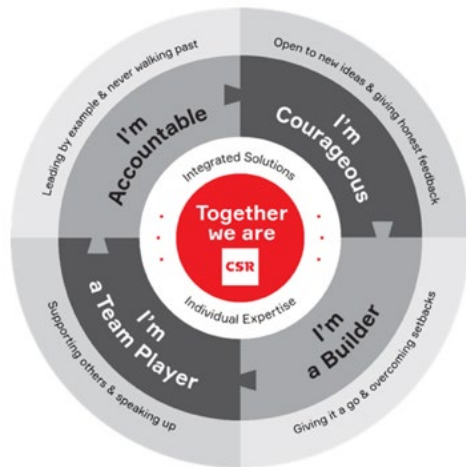 Leading by example & never walking past
Open to new ideas & giving honest feedback
I'm
Accountable
I'm
Courageous
Integrated Solutions
Together
we are
CSR
Individual Expertise
I'm
a Team Player
I'm
a Builder
Supporting others & speaking up
Giving it a go & overcoming setbacks